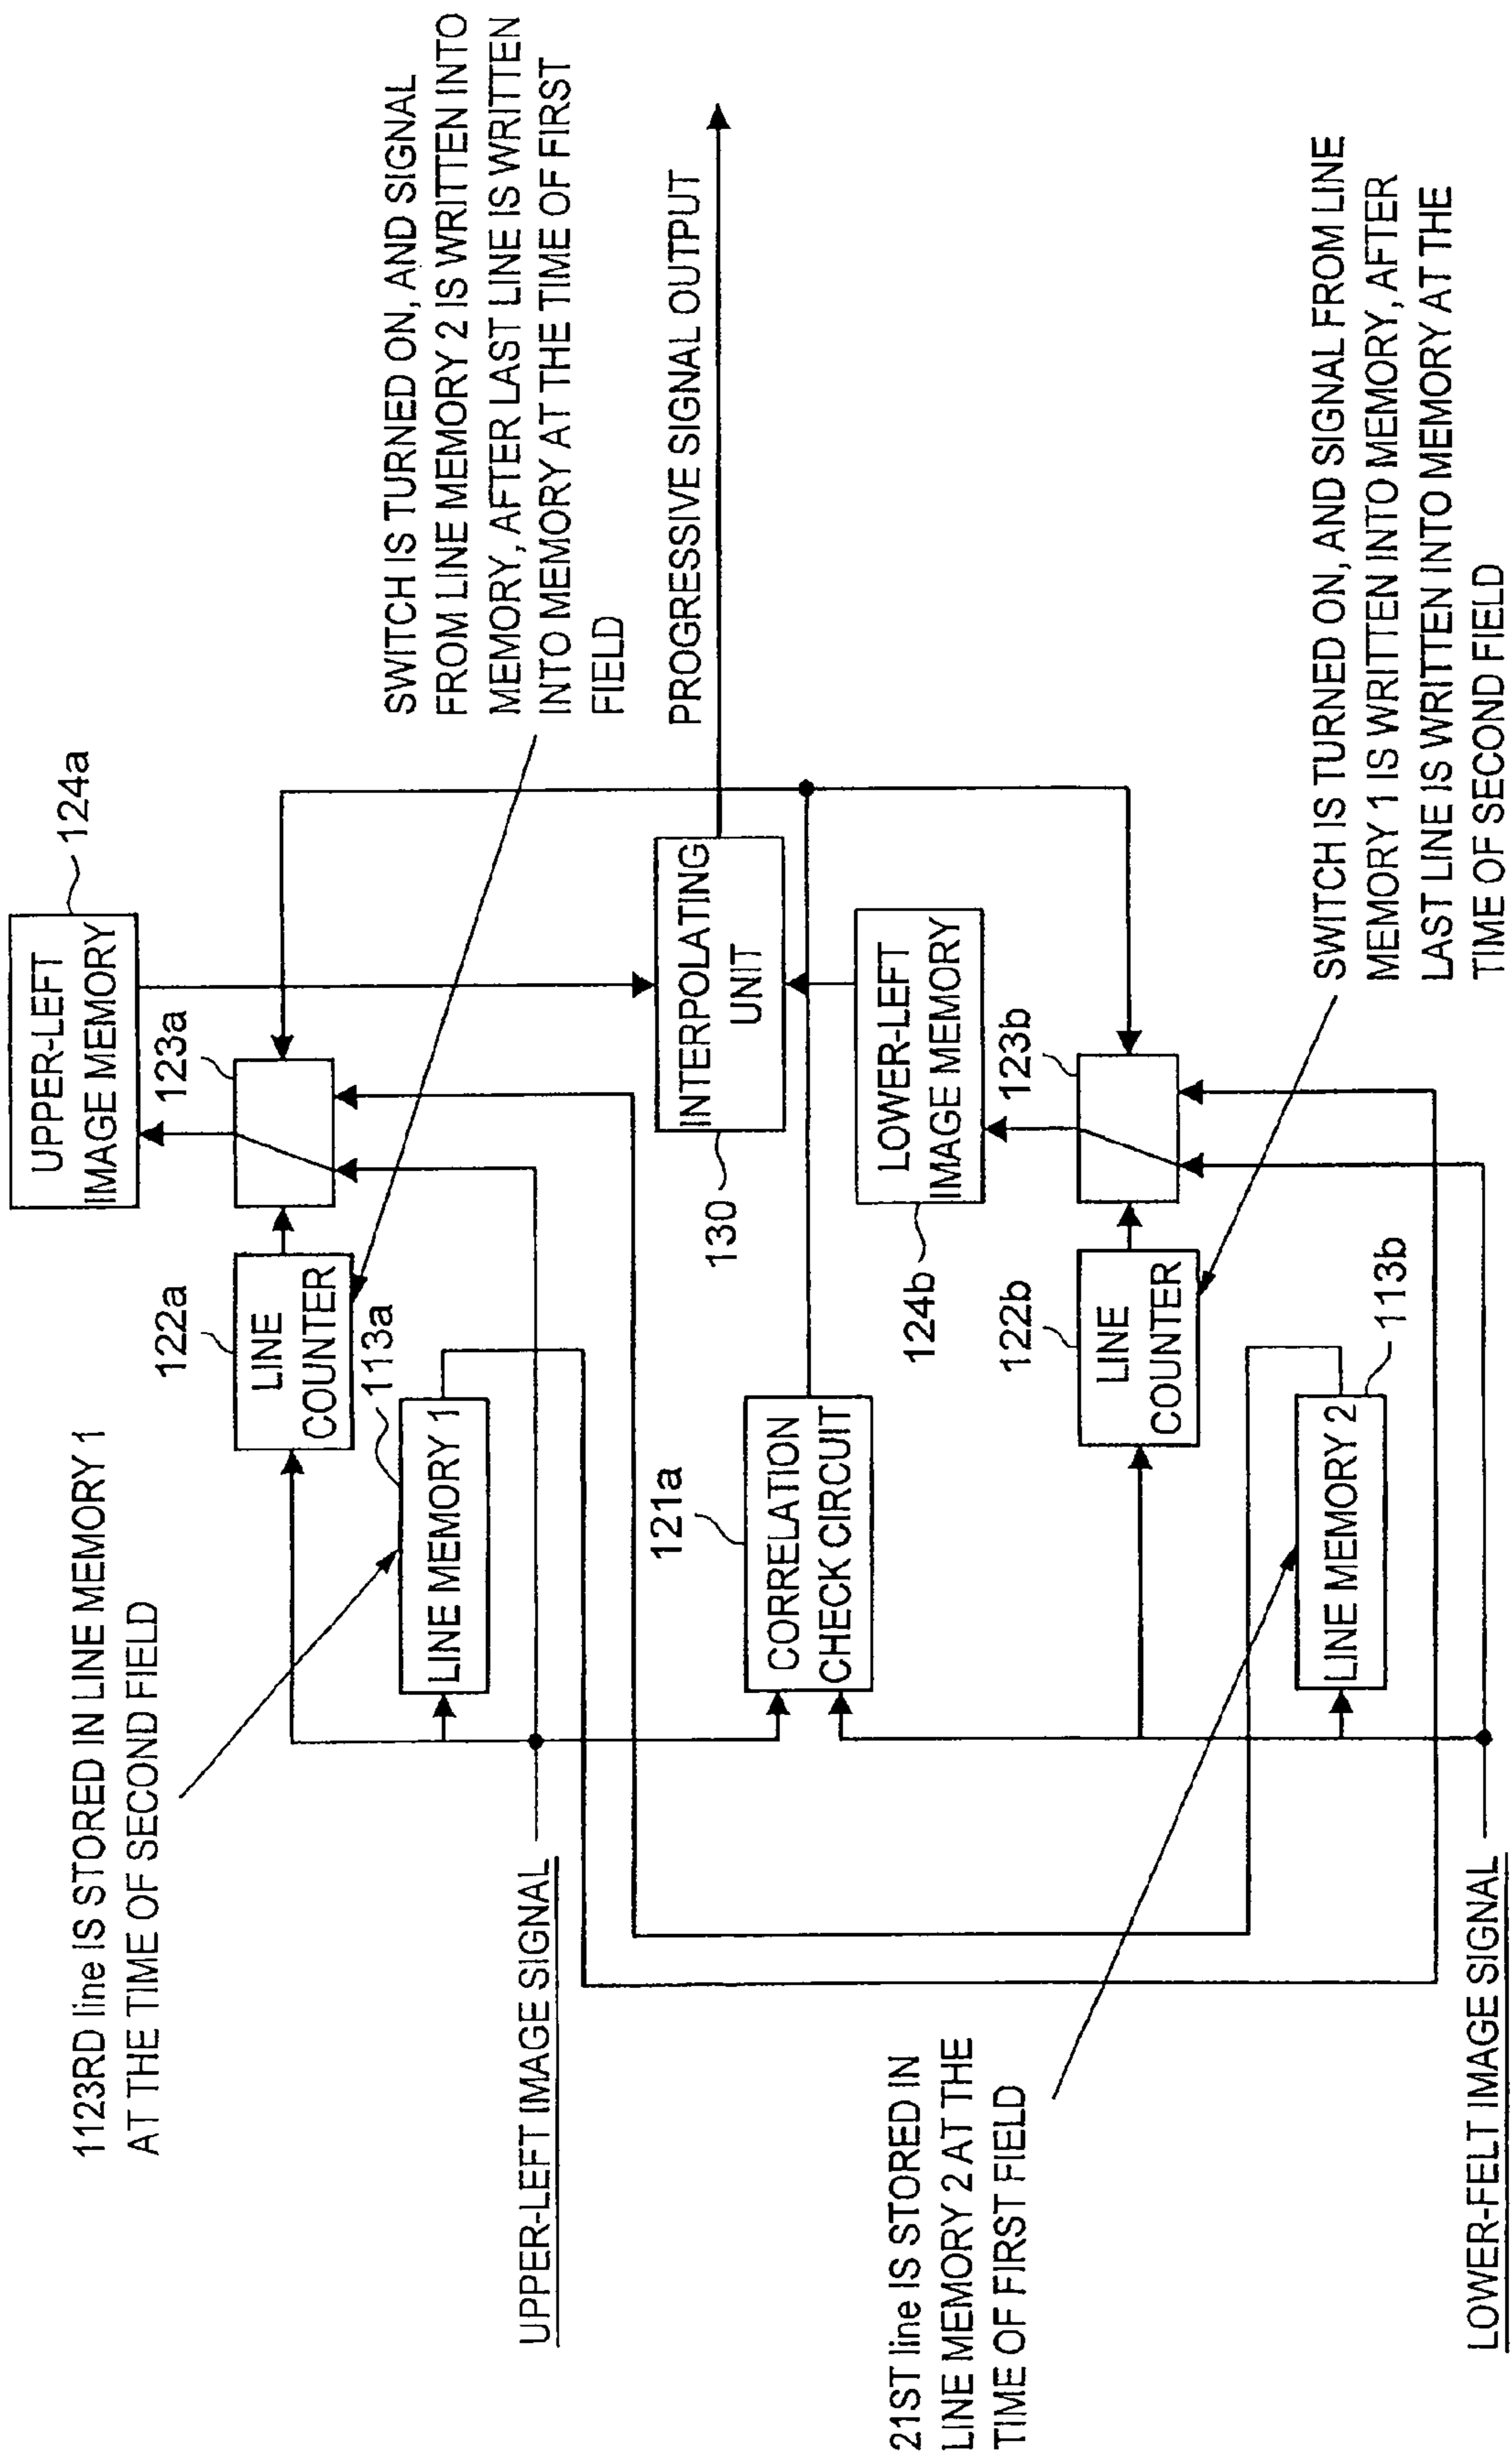 1123RD line IS STORED IN LINE MEMORY 1
AT THE TIME OF SECOND FIELD
UPPER-LEFT
IMAGE MEMORY
124a
123a
122a
LINE
COUNTER
113a
LINE MEMORY 1
SWITCH IS TURNED ON, AND SIGNAL
FROM LINE MEMORY 2 IS WRITTEN INTO
MEMORY, AFTER LAST LINE IS WRITTEN
INTO MEMORY AT THE TIME OF FIRST
FIELD
UPPER-LEFT IMAGE SIGNAL
PROGRESSIVE SIGNAL OUTPUT
INTERPOLATING
UNIT
130
121a
CORRELATION
CHECK CIRCUIT
LOWER-LEFT
IMAGE MEMORY
124b
21ST line IS STORED IN
LINE MEMORY 2 AT THE
TIME OF FIRST FIELD
123b
122b
LINE
COUNTER
LINE MEMORY 2
113b
SWITCH IS TURNED ON, AND SIGNAL FROM LINE
MEMORY 1 IS WRITTEN INTO MEMORY, AFTER
LAST LINE IS WRITTEN INTO MEMORY AT THE
TIME OF SECOND FIELD
LOWER-FELT IMAGE SIGNAL